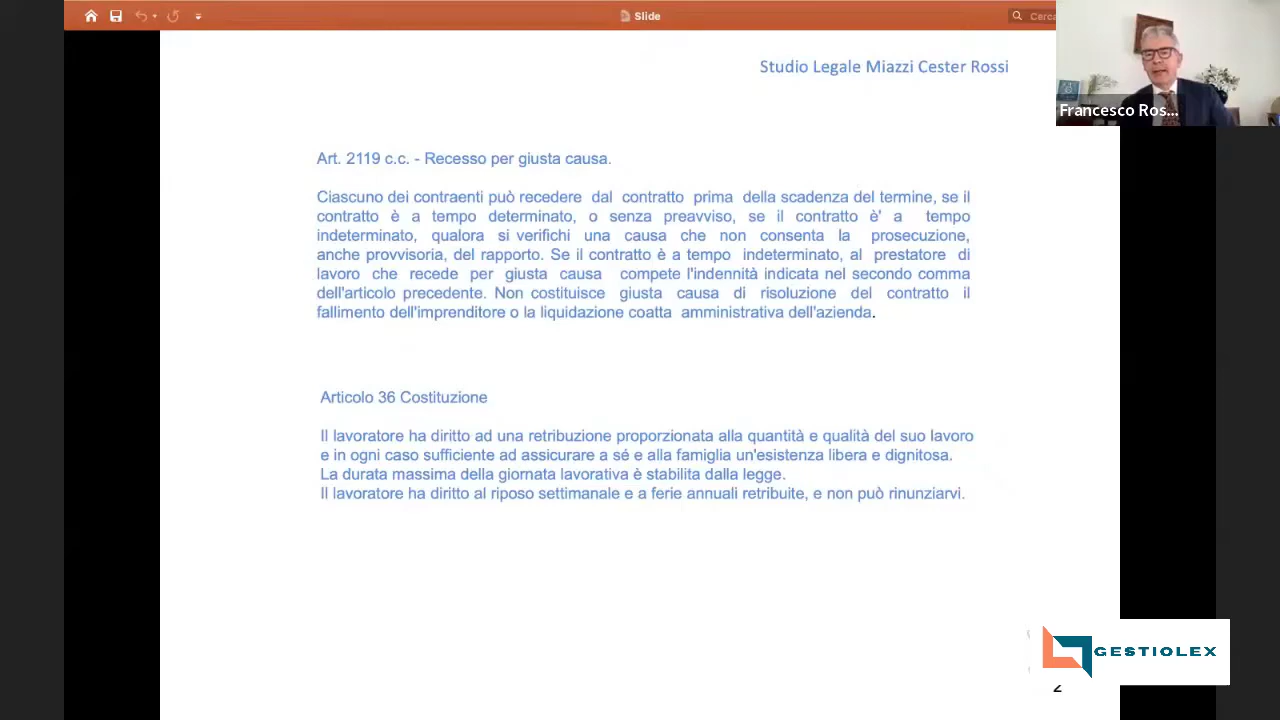 Slide
Cerca
Studio Legale Miazzi Cester Rossi
Francesco Ros...
Art. 2119 c.c. - Recesso per giusta causa.
Ciascuno dei contraenti può recedere dal contratto prima della scadenza del termine, se il
contratto è a tempo determinato, o senza preavviso, se il contratto è' a tempo
indeterminato, qualora si verifichi una causa che non consenta la prosecuzione,
anche provvisoria, del rapporto. Se il contratto è a tempo indeterminato, al prestatore di
lavoro che recede per giusta causa compete l'indennità indicata nel secondo comma
dell'articolo precedente. Non costituisce giusta causa di risoluzione del contratto il
fallimento dell'imprenditore o la liquidazione coatta amministrativa dell'azienda.
Articolo 36 Costituzione
Il lavoratore ha diritto ad una retribuzione proporzionata alla quantità e qualità del suo lavoro
e in ogni caso sufficiente ad assicurare a sé e alla famiglia un'esistenza libera e dignitosa.
La durata massima della giornata lavorativa è stabilita dalla legge.
Il lavoratore ha diritto al riposo settimanale e a ferie annuali retribuite, e non può rinunziarvi.
GESTIOLEX
2